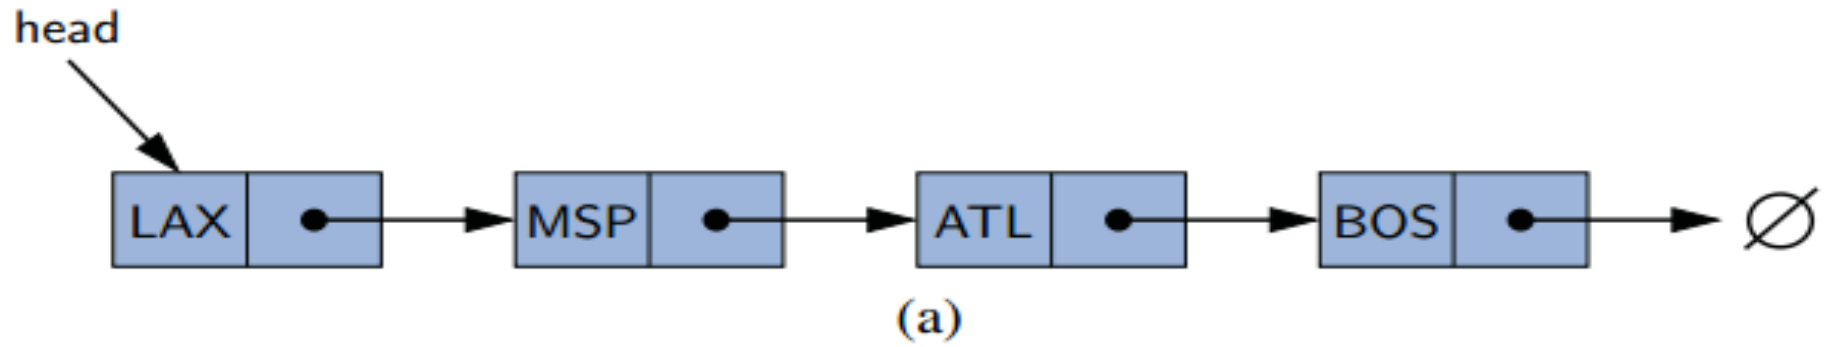 head
LAX MSP ATL BOS ∅
(a)